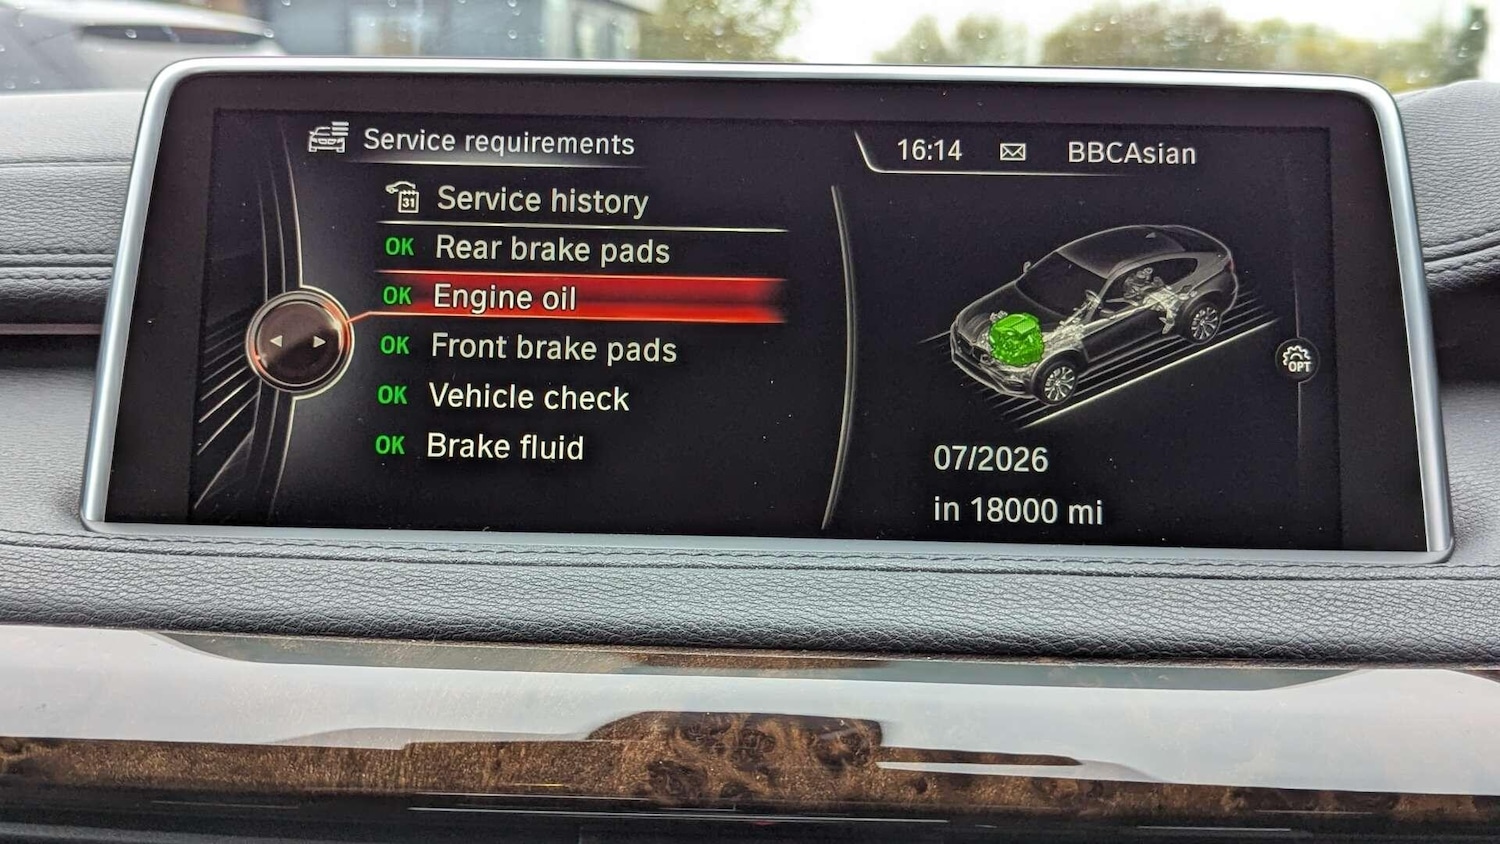 Service requirements
16:14 BBCAsian
31 Service history
OK Rear brake pads
OK Engine oil
OK Front brake pads
OK Vehicle check
OK Brake fluid
OPT
07/2026
in 18000 mi